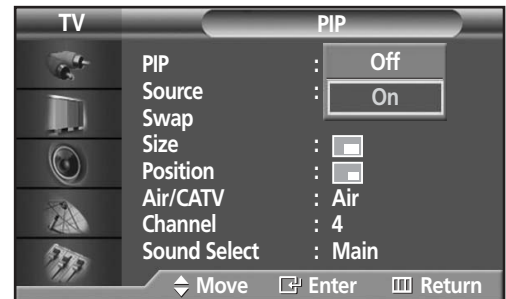 TV PIP
PIP : Off
Source : On
Swap
Size :
Position :
Air/CATV : Air
Channel : 4
Sound Select : Main
Move Enter Return